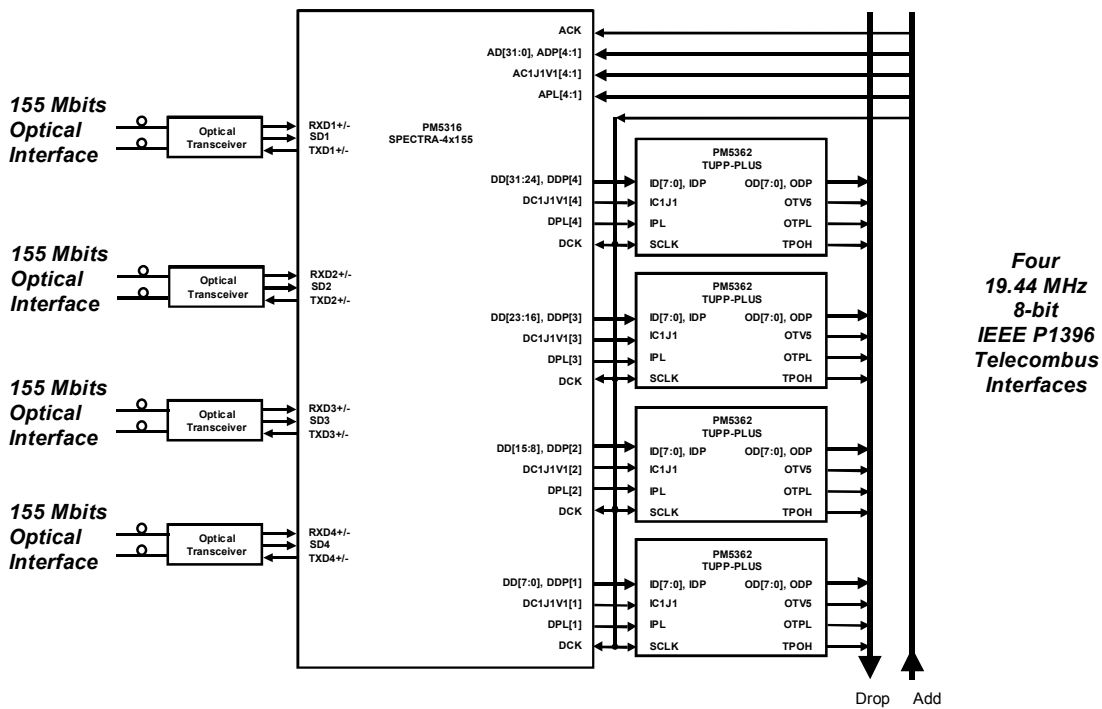 ACK
AD[31:0], ADP[4:1]
AC1J1V1[4:1]
APL[4:1]
155 Mbits
Optical
Interface
Optical
Transceiver
RXD1+/-
SD1
TXD1+/-
PM5316
SPECTRA-4x155
PM5362
TUPP-PLUS
DD[31:24], DDP[4]
DC1J1V1[4]
DPL[4]
DCK
ID[7:0], IDP
OD[7:0], ODP
IC1J1
OTV5
IPL
OTPL
SCLK
TPOH
155 Mbits
Optical
Interface
Optical
Transceiver
RXD2+/-
SD2
TXD2+/-
PM5362
TUPP-PLUS
DD[23:16], DDP[3]
DC1J1V1[3]
DPL[3]
DCK
ID[7:0], IDP
OD[7:0], ODP
IC1J1
OTV5
IPL
OTPL
SCLK
TPOH
Four
19.44 MHz
8-bit
IEEE P1396
Telecombus
Interfaces
155 Mbits
Optical
Interface
Optical
Transceiver
RXD3+/-
SD3
TXD3+/-
PM5362
TUPP-PLUS
DD[15:8], DDP[2]
DC1J1V1[2]
DPL[2]
DCK
ID[7:0], IDP
OD[7:0], ODP
IC1J1
OTV5
IPL
OTPL
SCLK
TPOH
155 Mbits
Optical
Interface
Optical
Transceiver
RXD4+/-
SD4
TXD4+/-
PM5362
TUPP-PLUS
DD[7:0], DDP[1]
DC1J1V1[1]
DPL[1]
DCK
ID[7:0], IDP
OD[7:0], ODP
IC1J1
OTV5
IPL
OTPL
SCLK
TPOH
Drop
Add